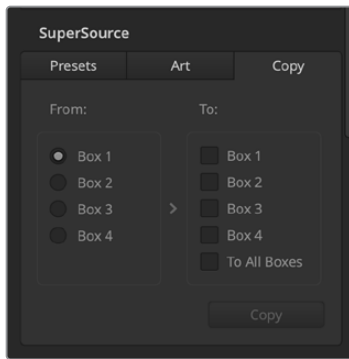 SuperSource
Presets Art Copy
From: To:
Box 1 Box 1
Box 2 Box 2
Box 3 > Box 3
Box 4 Box 4
To All Boxes
Copy